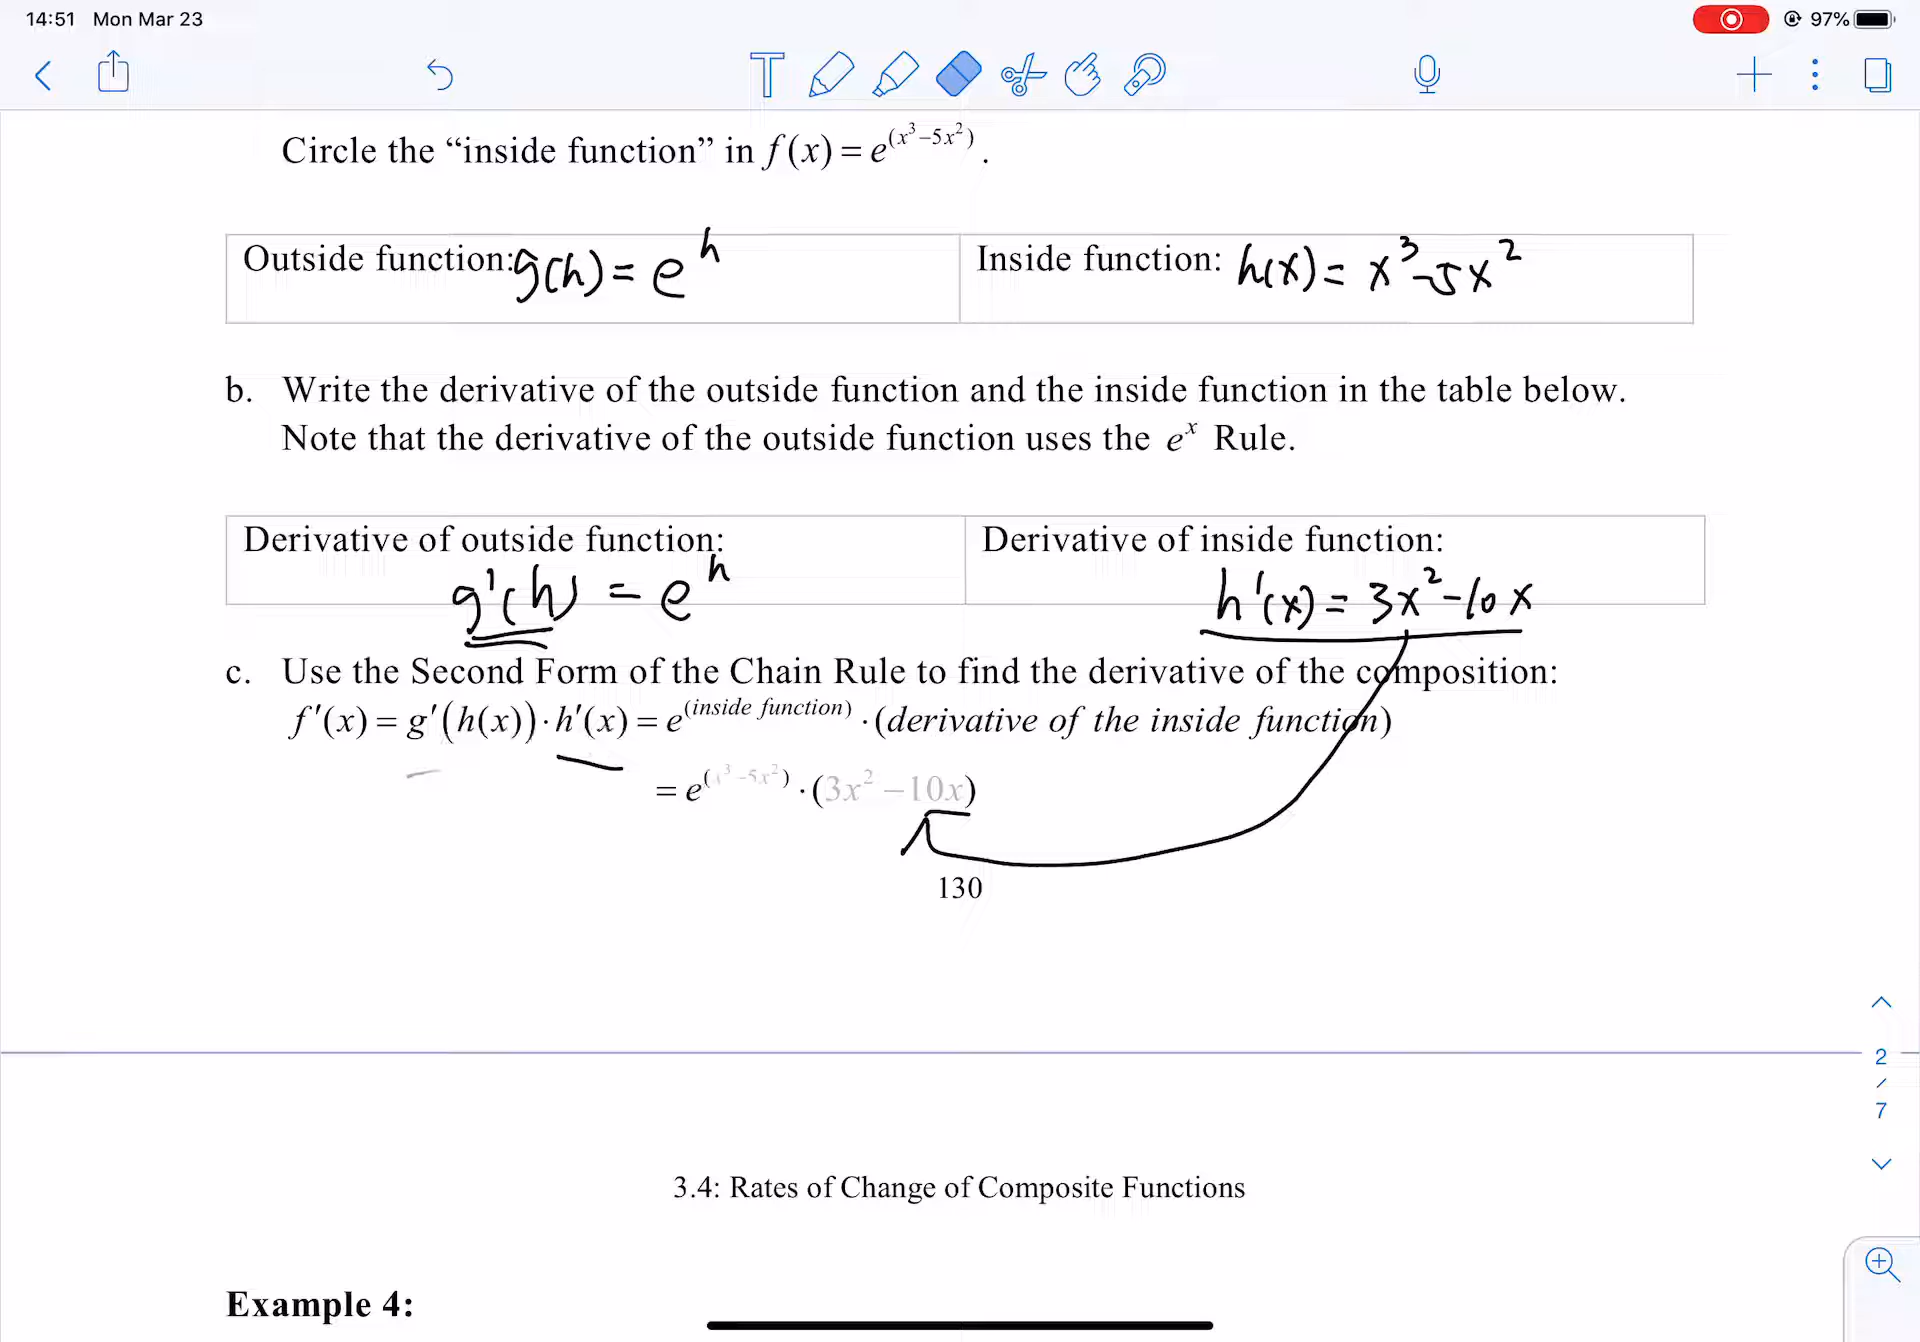 14:51 Mon Mar 23 97%
T
Circle the “inside function” in f(x) = e^(x³−5x²).
Outside function: g(h) = e^h Inside function: h(x) = x³-5x²
b. Write the derivative of the outside function and the inside function in the table below.
Note that the derivative of the outside function uses the e^x Rule.
Derivative of outside function: Derivative of inside function:
g'(h) = e^h h'(x) = 3x²-10x
c. Use the Second Form of the Chain Rule to find the derivative of the composition:
f′(x) = g′(h(x))·h′(x) = e^(inside function)·(derivative of the inside function)
= e^(x³−5x²)·(3x²−10x)
130
2
/
7
3.4: Rates of Change of Composite Functions
Example 4: